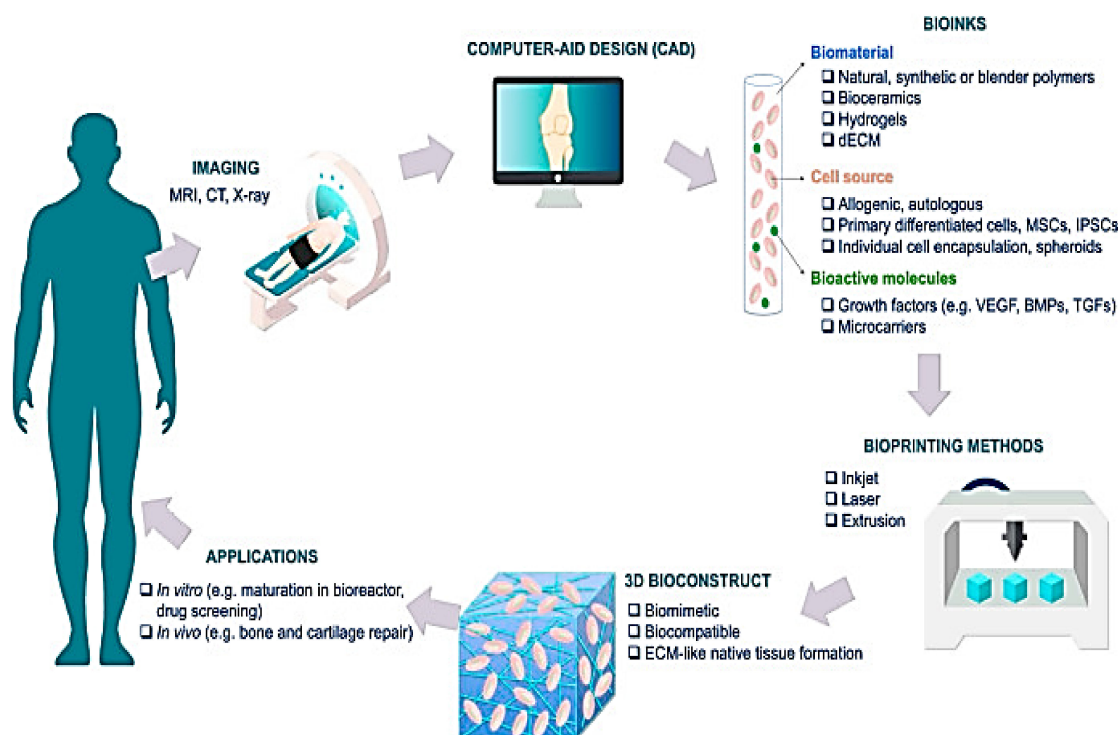 IMAGING
MRI, CT, X-ray
COMPUTER-AID DESIGN (CAD)
BIOINKS
Biomaterial
❑ Natural, synthetic or blender polymers
❑ Bioceramics
❑ Hydrogels
❑ dECM
Cell source
❑ Allogenic, autologous
❑ Primary differentiated cells, MSCs, IPSCs
❑ Individual cell encapsulation, spheroids
Bioactive molecules
❑ Growth factors (e.g. VEGF, BMPs, TGFs)
❑ Microcarriers
BIOPRINTING METHODS
❑ Inkjet
❑ Laser
❑ Extrusion
3D BIOCONSTRUCT
❑ Biomimetic
❑ Biocompatible
❑ ECM-like native tissue formation
APPLICATIONS
❑ In vitro (e.g. maturation in bioreactor,
drug screening)
❑ In vivo (e.g. bone and cartilage repair)